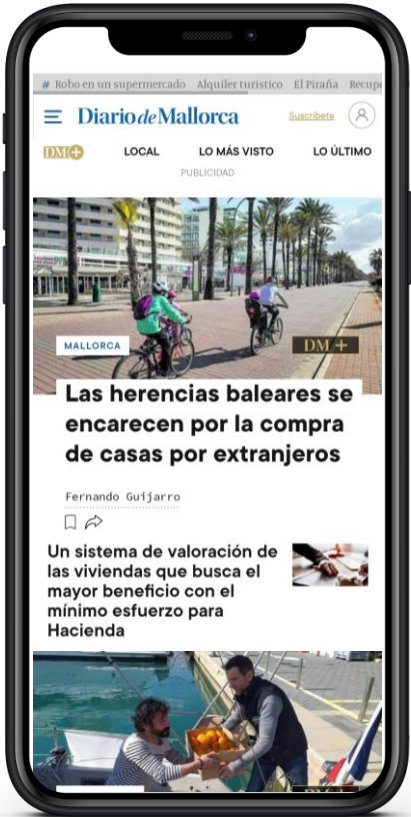 # Robo en un supermercado Alquiler turístico El Piraña Recup
Diario de Mallorca Suscríbete
DM+ LOCAL LO MÁS VISTO LO ÚLTIMO
PUBLICIDAD
MALLORCA
DM +
Las herencias baleares se
encarecen por la compra
de casas por extranjeros
Fernando Guijarro
Un sistema de valoración de
las viviendas que busca el
mayor beneficio con el
mínimo esfuerzo para
Hacienda